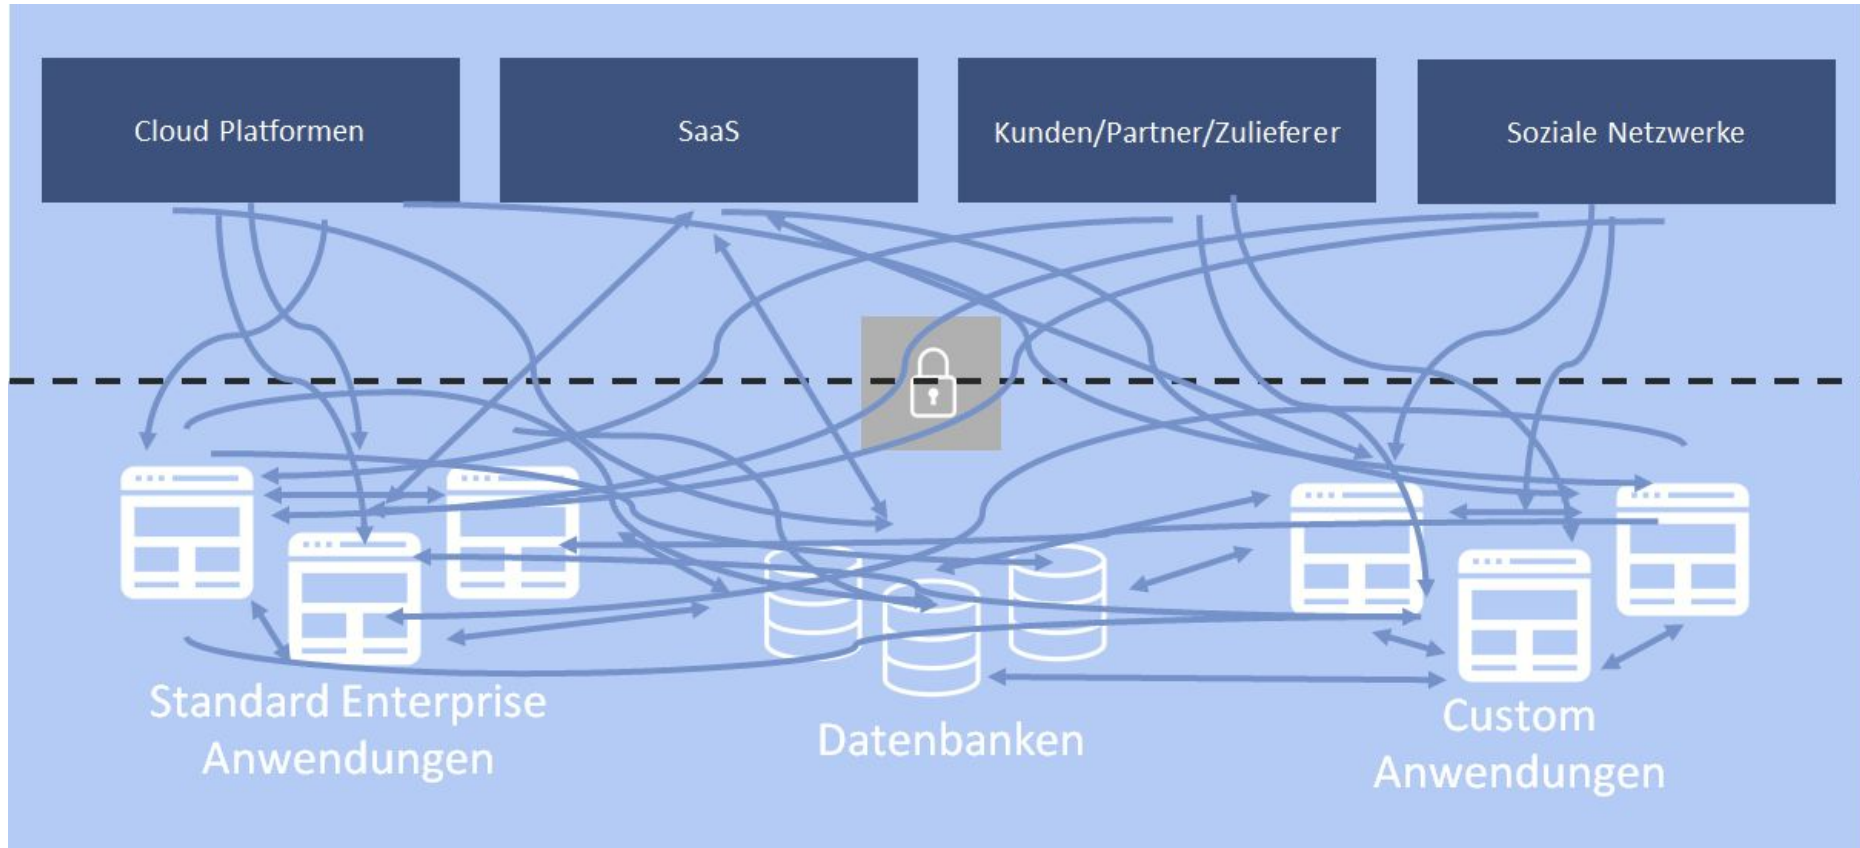 Cloud Platformen
SaaS
Kunden/Partner/Zulieferer
Soziale Netzwerke
Standard Enterprise
Anwendungen
Datenbanken
Custom
Anwendungen